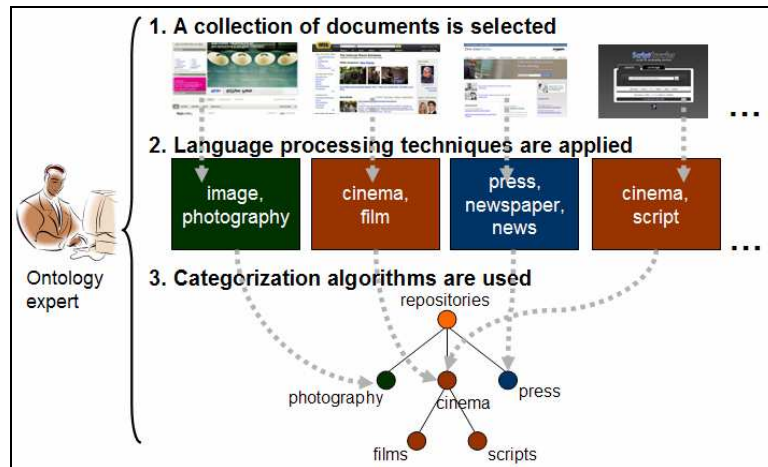 1. A collection of documents is selected
...
2. Language processing techniques are applied
image,
photography
cinema,
film
press,
newspaper,
news
cinema,
script
...
Ontology
expert
3. Categorization algorithms are used
repositories
photography
cinema
press
films
scripts